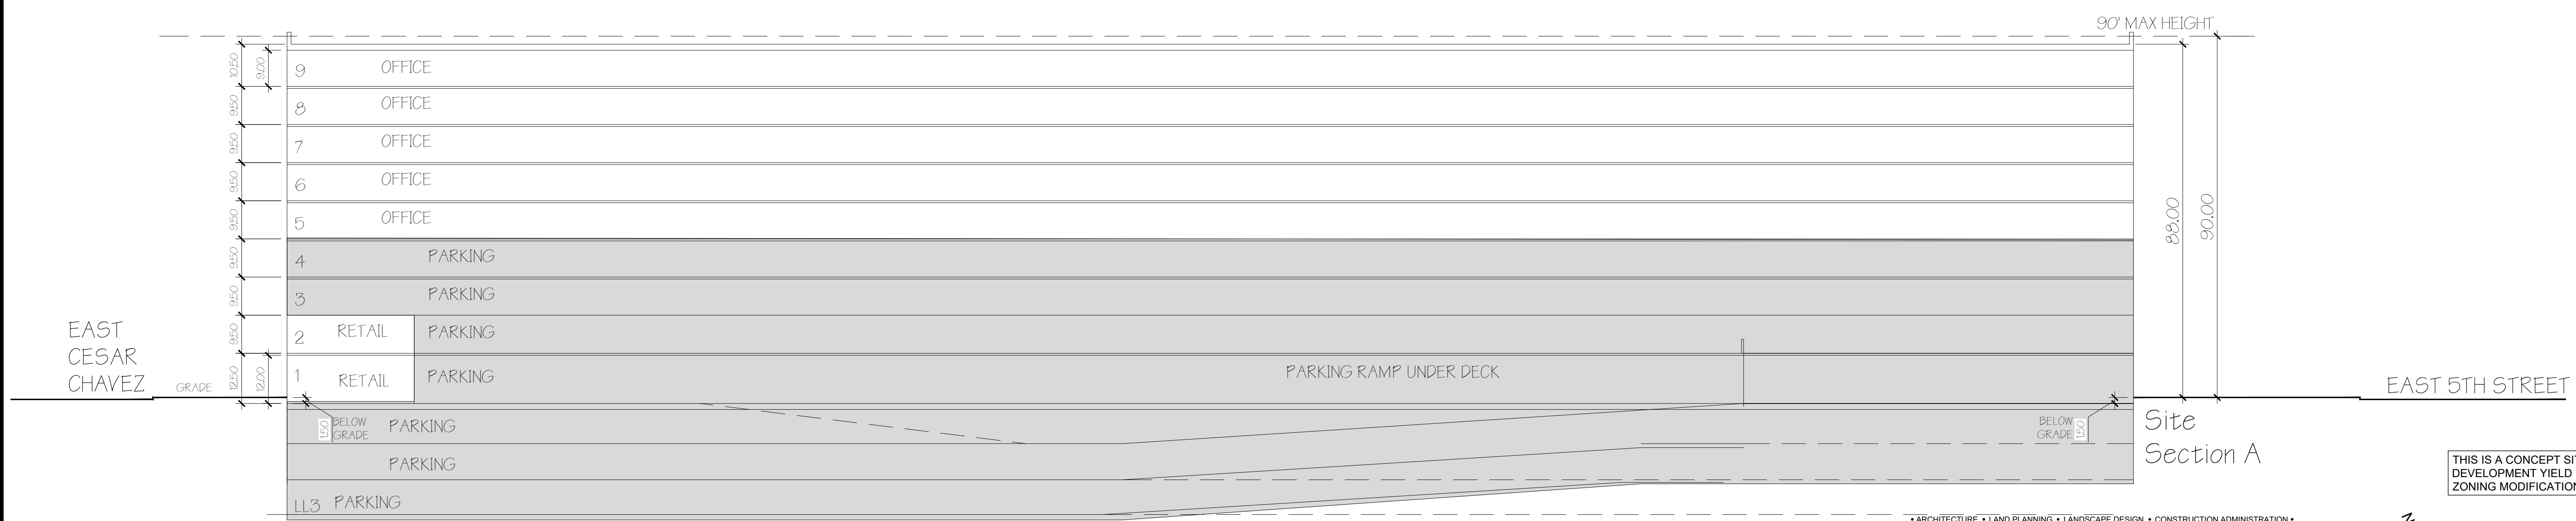 90' MAX HEIGHT
10.50
9.00
9 OFFICE
9.50
8 OFFICE
9.50
7 OFFICE
9.50
6 OFFICE
9.50
5 OFFICE
88.00
90.00
9.50
4 PARKING
9.50
3 PARKING
9.50
2 RETAIL PARKING
EAST
CESAR
CHAVEZ
GRADE
12.50
12.00
1 RETAIL PARKING
PARKING RAMP UNDER DECK
EAST 5TH STREET
1.50
BELOW
GRADE
PARKING
BELOW
GRADE
1.50
Site
Section A
PARKING
LL3 PARKING
THIS IS A CONCEPT SIT
DEVELOPMENT YIELD
ZONING MODIFICATION
• ARCHITECTURE • LAND PLANNING • LANDSCAPE DESIGN • CONSTRUCTION ADMINISTRATION •